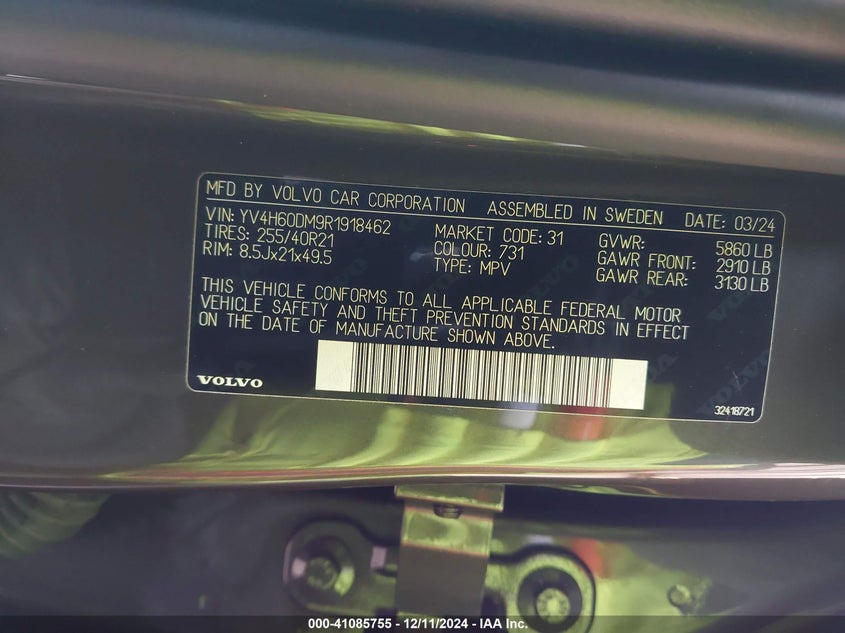 MFD BY VOLVO CAR CORPORATION ASSEMBLED IN SWEDEN DATE: 03/24
VIN: YV4H60DM9R1918462 MARKET CODE: 31 GVWR: 5860 LB
TIRES: 255/40R21 COLOUR: 731 GAWR FRONT: 2910 LB
RIM: 8.5Jx21x49.5 TYPE: MPV GAWR REAR: 3130 LB
THIS VEHICLE CONFORMS TO ALL APPLICABLE FEDERAL MOTOR
VEHICLE SAFETY AND THEFT PREVENTION STANDARDS IN EFFECT
ON THE DATE OF MANUFACTURE SHOWN ABOVE.
VOLVO
32418721
000-41085755 - 12/11/2024 - IAA Inc.